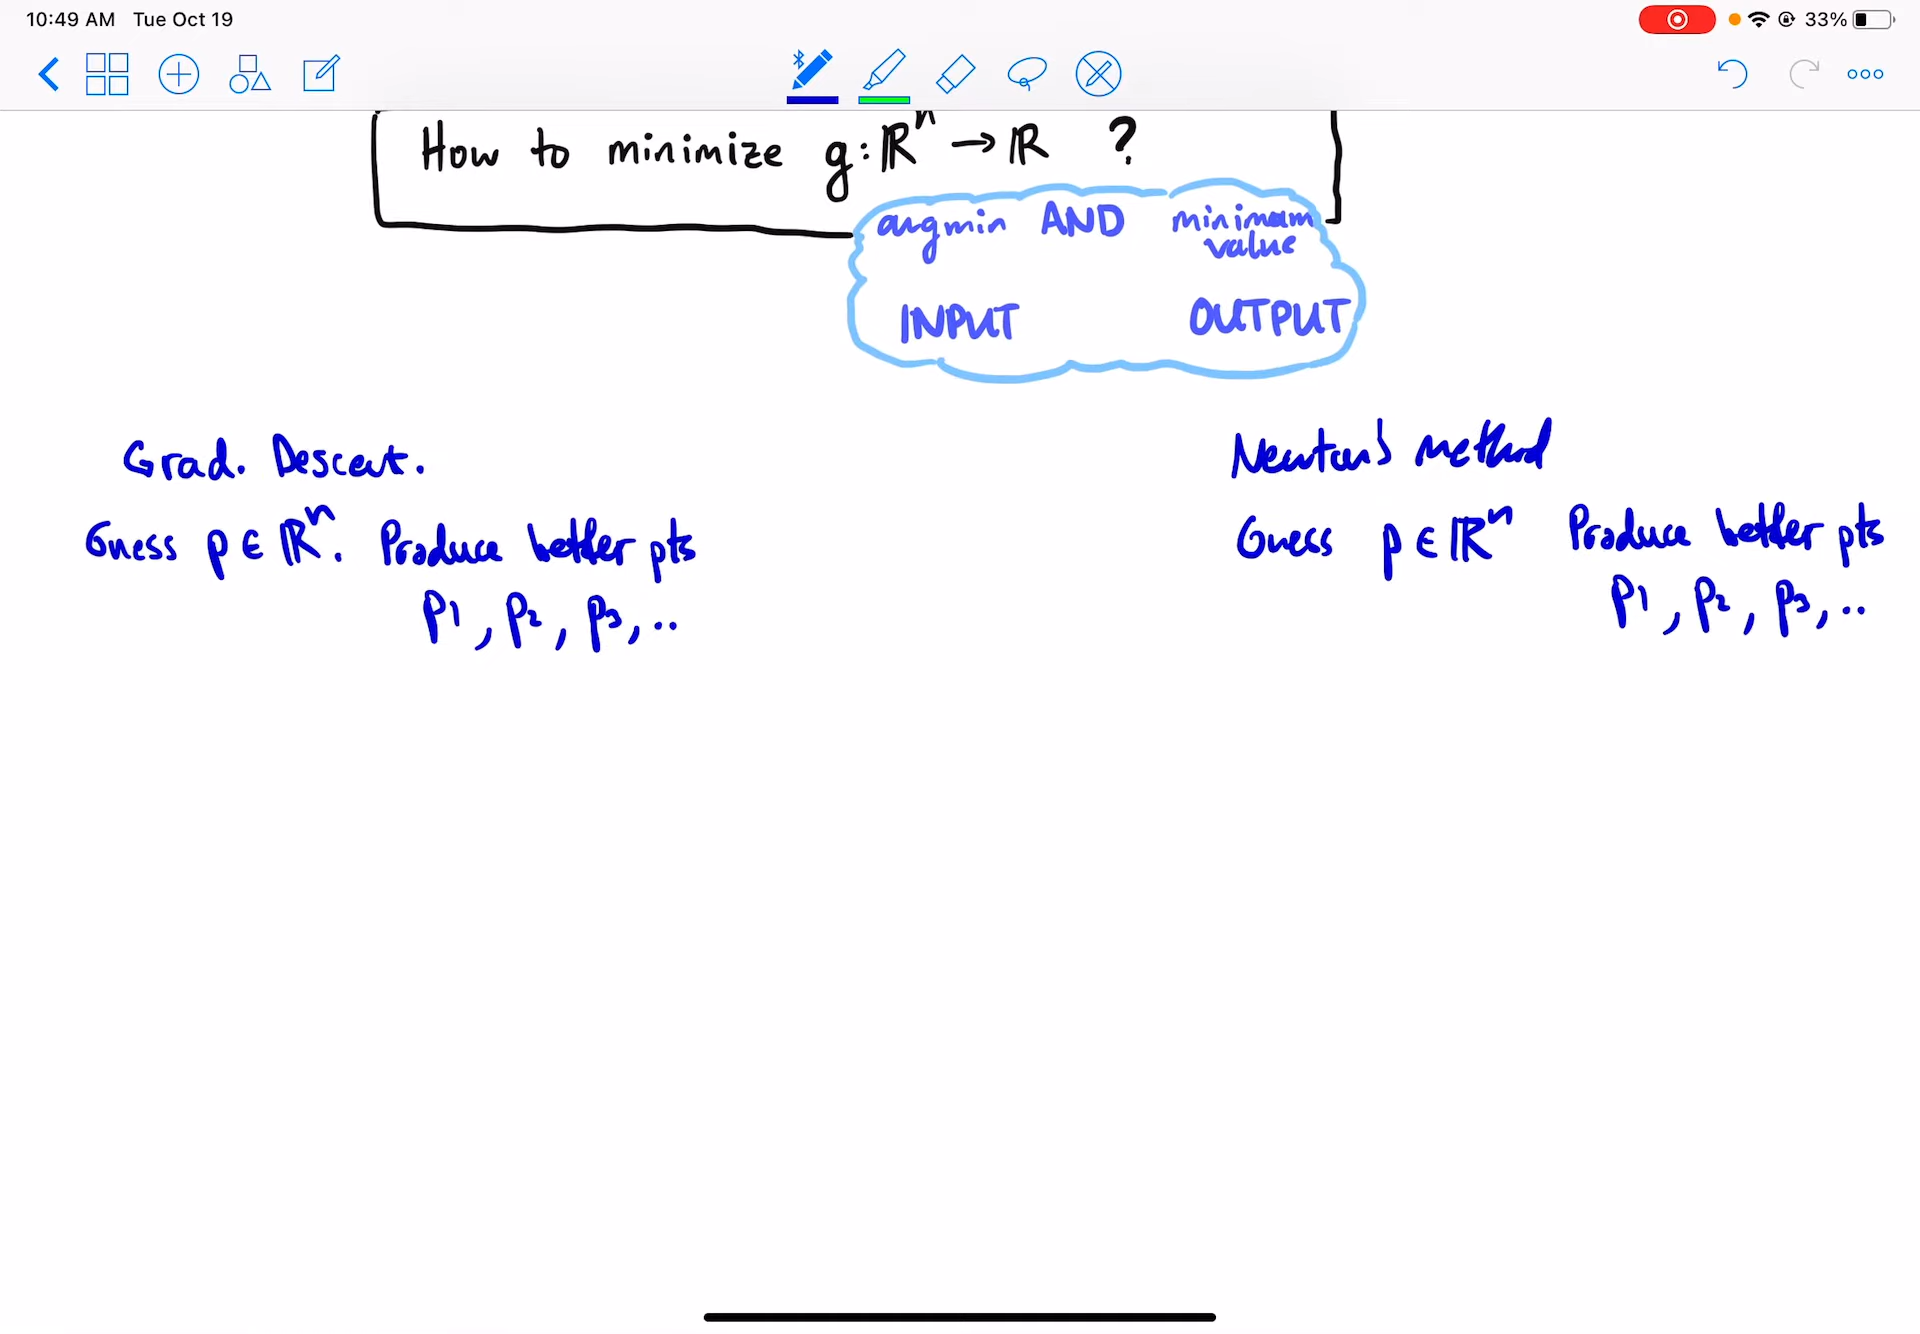 10:49 AM Tue Oct 19
33%
How to minimize g: ℝⁿ → ℝ ?
argmin AND minimum
value
INPUT OUTPUT
Grad. Descent.
Guess p ∈ ℝⁿ. Produce better pts
p1, p2, p3, ..
Newton's method
Guess p ∈ ℝⁿ Produce better pts
p1, p2, p3, ..